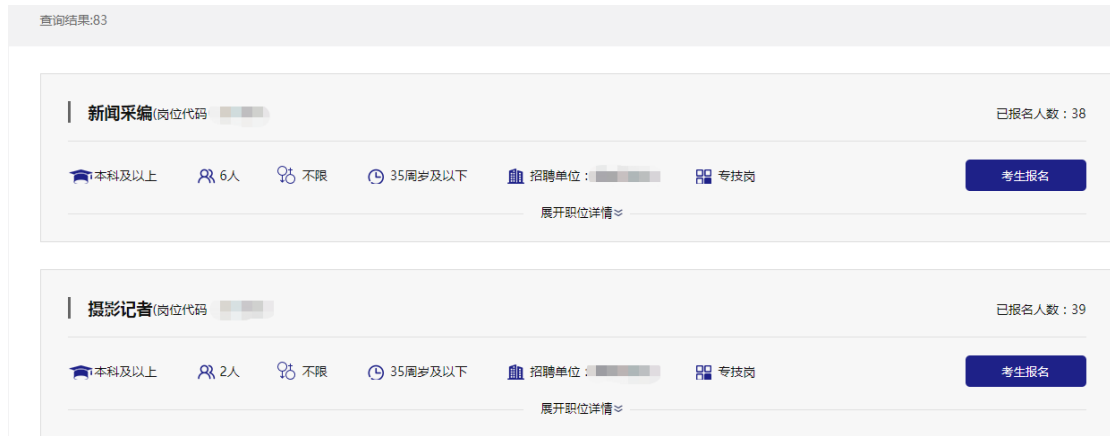 查询结果:83
新闻采编(岗位代码
已报名人数：38
本科及以上 6人 不限 35周岁及以下 招聘单位： 专技岗 考生报名
展开职位详情
摄影记者(岗位代码
已报名人数：39
本科及以上 2人 不限 35周岁及以下 招聘单位： 专技岗 考生报名
展开职位详情